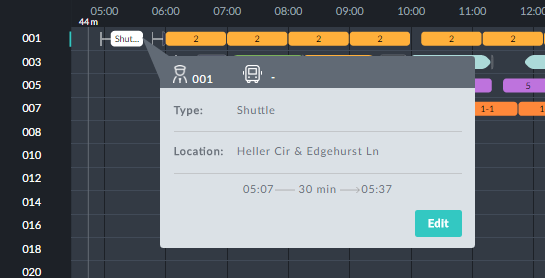 05:00 06:00 07:00 08:00 09:00 10:00 11:00 12:00
44 m
001 Shut... 2 2 2 2 2 2 2
003
001 -
005 5
Type: Shuttle
007 1-1
008
010
Location: Heller Cir & Edgehurst Ln
012
014
05:07 30 min 05:37
016
Edit
018
020